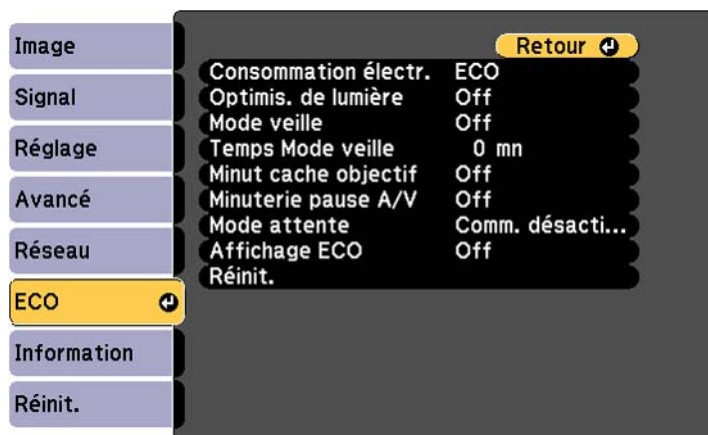 Image
Signal
Réglage
Avancé
Réseau
ECO
Information
Réinit.
Retour
Consommation électr. ECO
Optimis. de lumière Off
Mode veille Off
Temps Mode veille 0 mn
Minut cache objectif Off
Minuterie pause A/V Off
Mode attente Comm. désacti...
Affichage ECO Off
Réinit.